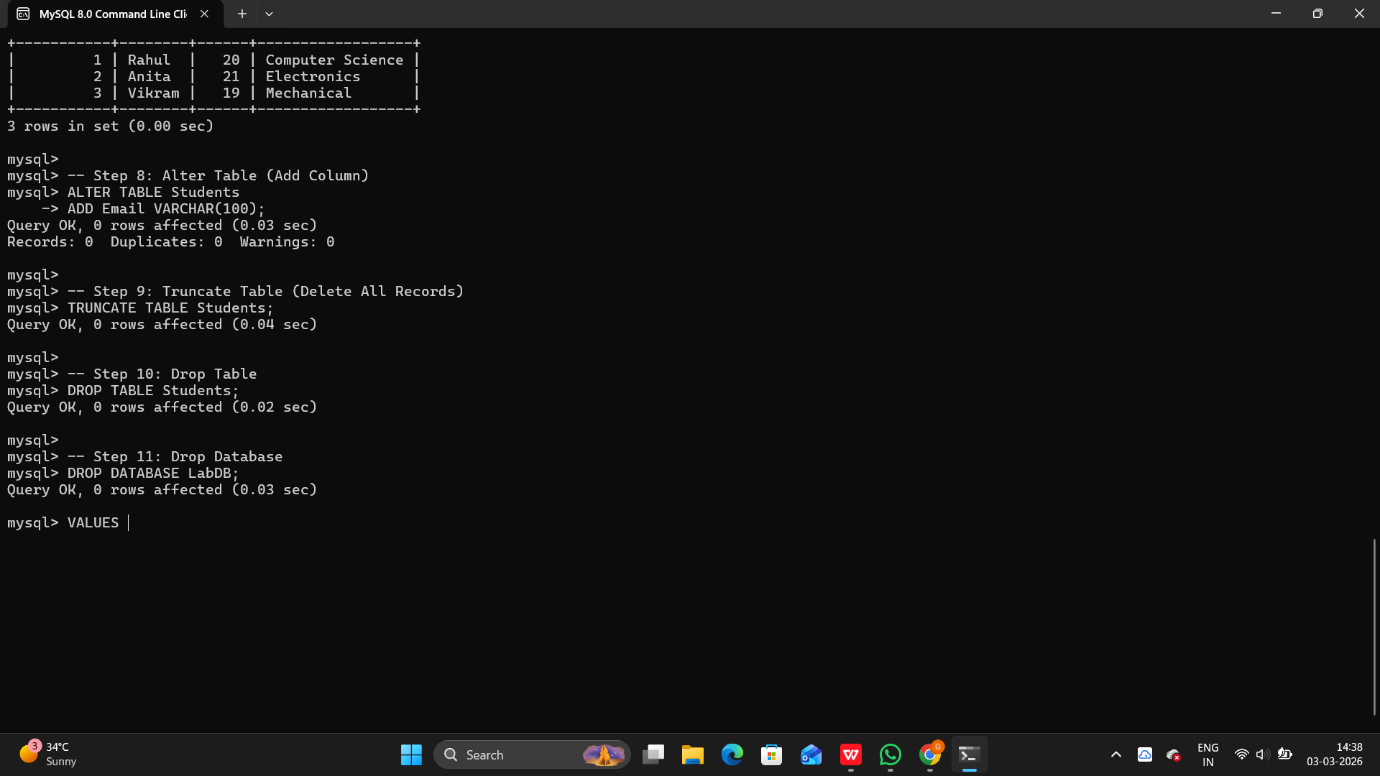 MySQL 8.0 Command Line Cli
+-----------+--------+------+------------------+
|         1 | Rahul  |   20 | Computer Science |
|         2 | Anita  |   21 | Electronics      |
|         3 | Vikram |   19 | Mechanical       |
+-----------+--------+------+------------------+
3 rows in set (0.00 sec)
mysql>
mysql> -- Step 8: Alter Table (Add Column)
mysql> ALTER TABLE Students
    -> ADD Email VARCHAR(100);
Query OK, 0 rows affected (0.03 sec)
Records: 0  Duplicates: 0  Warnings: 0
mysql>
mysql> -- Step 9: Truncate Table (Delete All Records)
mysql> TRUNCATE TABLE Students;
Query OK, 0 rows affected (0.04 sec)
mysql>
mysql> -- Step 10: Drop Table
mysql> DROP TABLE Students;
Query OK, 0 rows affected (0.02 sec)
mysql>
mysql> -- Step 11: Drop Database
mysql> DROP DATABASE LabDB;
Query OK, 0 rows affected (0.03 sec)
mysql> VALUES
3
34°C
Sunny
Search
G
ENG
IN
14:38
03-03-2026